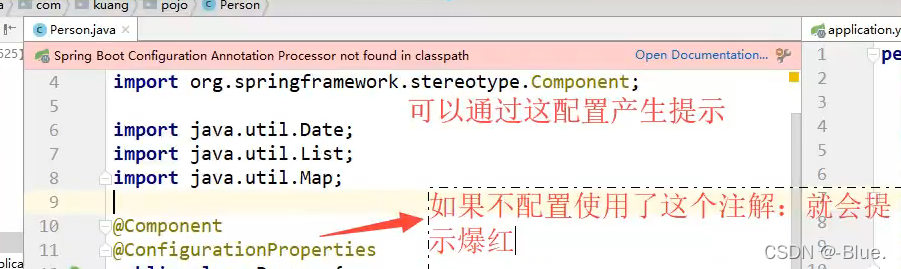 com kuang pojo Person
Person.java
application.y
Spring Boot Configuration Annotation Processor not found in classpath Open Documentation...
4 import org.springframework.stereotype.Component;
可以通过这配置产生提示
5
6 import java.util.Date;
7 import java.util.List;
8 import java.util.Map;
9
如果不配置使用了这个注解：就会提
示爆红
10 @Component
11 @ConfigurationProperties
1 pe
2
3
4
5
6
7
8
9
CSDN @-Blue.